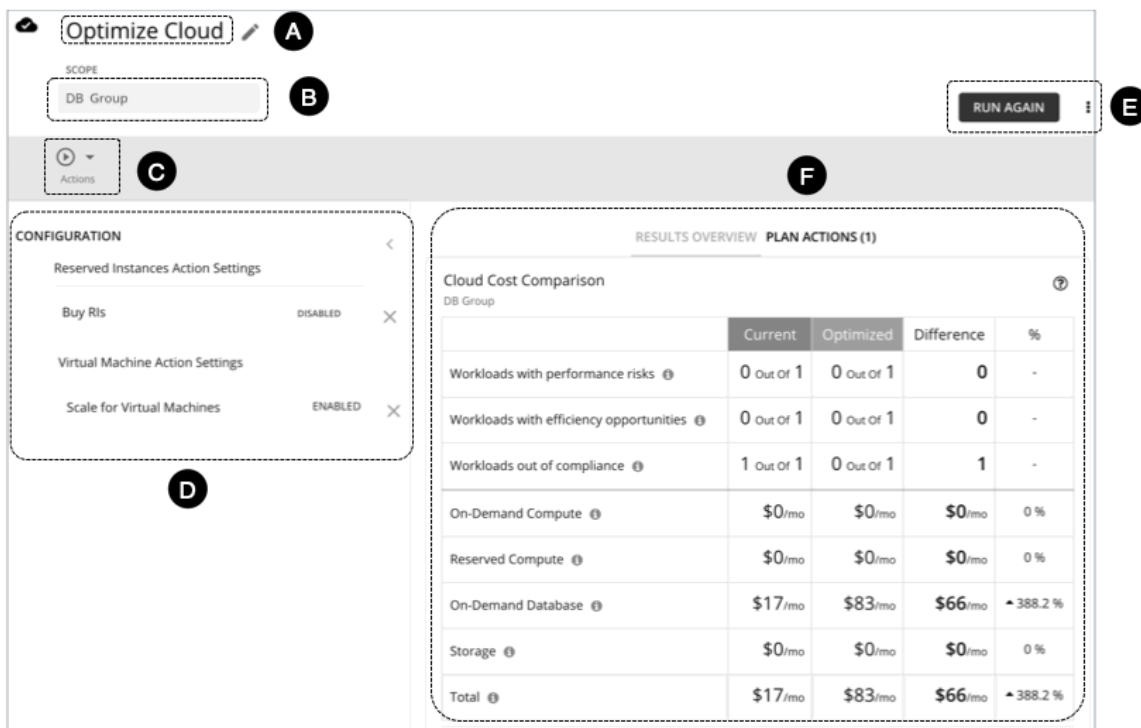 Optimize Cloud
A
SCOPE
DB Group
B
RUN AGAIN
E
Actions
C
F
CONFIGURATION
Reserved Instances Action Settings
Buy RIs DISABLED
Virtual Machine Action Settings
Scale for Virtual Machines ENABLED
D
RESULTS OVERVIEW PLAN ACTIONS (1)
Cloud Cost Comparison
DB Group
Current Optimized Difference %
Workloads with performance risks 0 Out Of 1 0 Out Of 1 0 -
Workloads with efficiency opportunities 0 Out Of 1 0 Out Of 1 0 -
Workloads out of compliance 1 Out Of 1 0 Out Of 1 1 -
On-Demand Compute $0/mo $0/mo $0/mo 0 %
Reserved Compute $0/mo $0/mo $0/mo 0 %
On-Demand Database $17/mo $83/mo $66/mo 388.2 %
Storage $0/mo $0/mo $0/mo 0 %
Total $17/mo $83/mo $66/mo 388.2 %